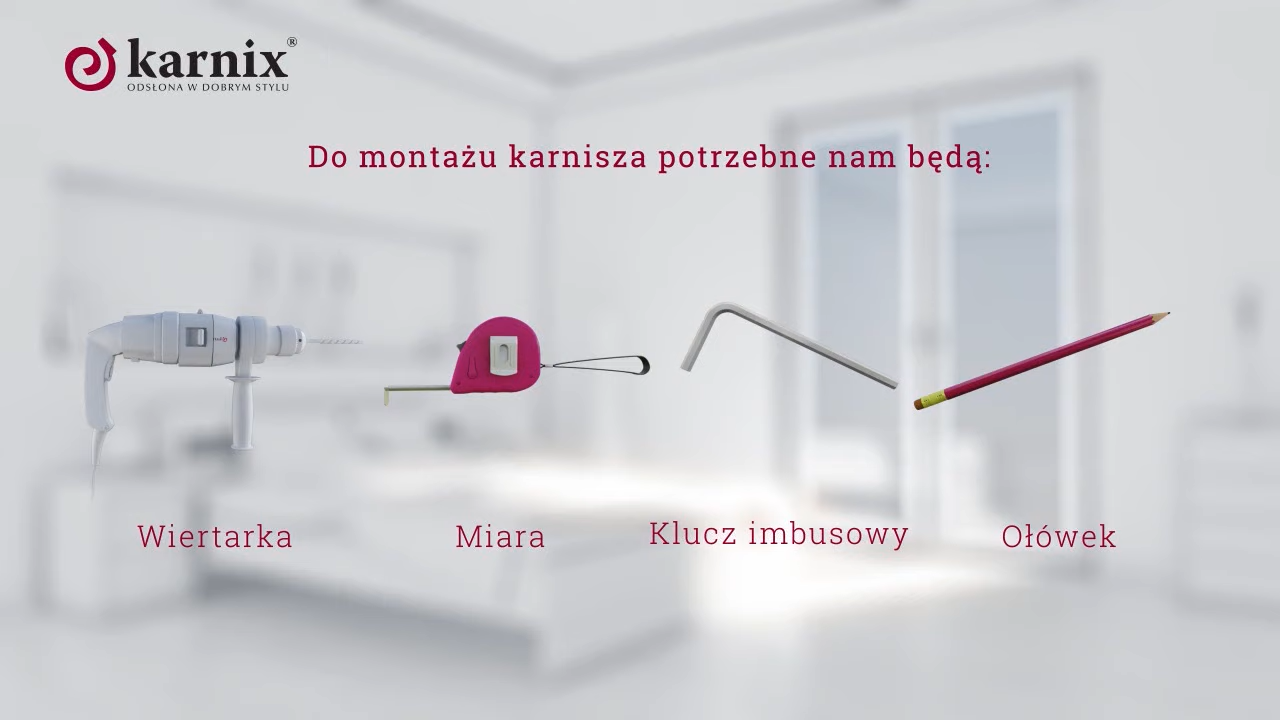 karnix®
ODSŁONA W DOBRYM STYLU
Do montażu karnisza potrzebne nam będą:
Wiertarka
Miara
Klucz imbusowy
Ołówek